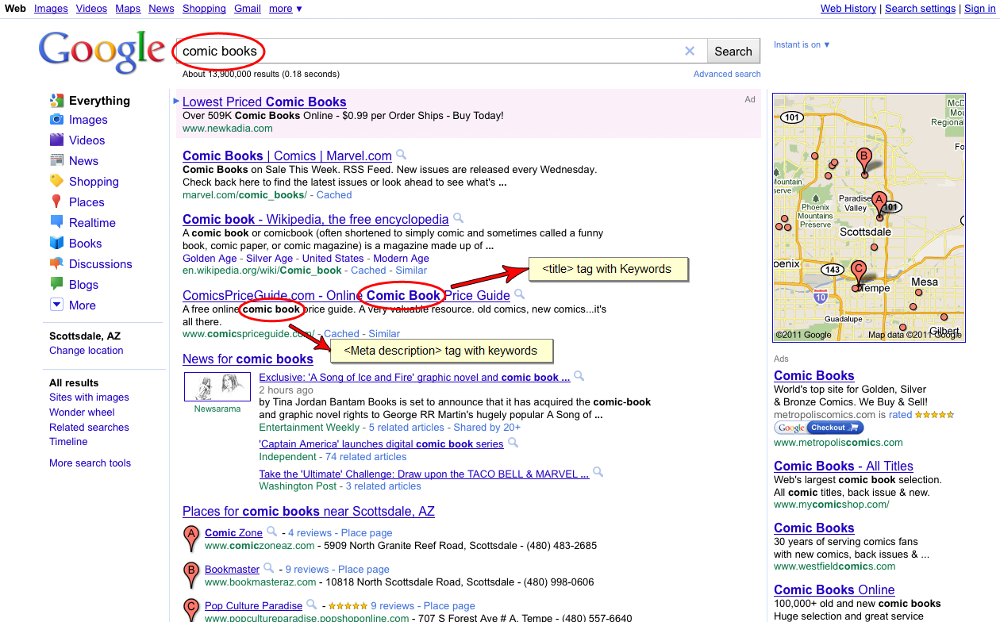 Web Images Videos Maps News Shopping Gmail more ▼
Web History | Search settings | Sign in
Google
comic books
Search
Instant is on ▼
About 13,900,000 results (0.18 seconds)
Advanced search
Everything
Images
Videos
News
Shopping
Places
Realtime
Books
Discussions
Blogs
More
Scottsdale, AZ
Change location
All results
Sites with images
Wonder wheel
Related searches
Timeline
More search tools
Lowest Priced Comic Books
Ad
Over 509K Comic Books Online - $0.99 per Order Ships - Buy Today!
www.newkadia.com
Comic Books | Comics | Marvel.com
Comic Books on Sale This Week. RSS Feed. New issues are released every Wednesday.
Check back here to find the latest issues or look ahead to see what's ...
marvel.com/comic_books/ - Cached
Comic book - Wikipedia, the free encyclopedia
A comic book or comicbook (often shortened to simply comic and sometimes called a funny
book, comic paper, or comic magazine) is a magazine made up of ...
Golden Age - Silver Age - United States - Modern Age
en.wikipedia.org/wiki/Comic_book - Cached - Similar
<title> tag with Keywords
ComicsPriceGuide.com - Online Comic Book Price Guide
A free online comic book price guide. A very valuable resource. old comics, new comics...it's
all there.
www.comicspriceguide.com/ - Cached - Similar
<Meta description> tag with keywords
News for comic books
Exclusive: 'A Song of Ice and Fire' graphic novel and comic book ...
2 hours ago
by Tina Jordan Bantam Books is set to announce that it has acquired the comic-book
and graphic novel rights to George RR Martin's hugely popular A Song of ...
Entertainment Weekly - 5 related articles - Shared by 20+
Newsarama
'Captain America' launches digital comic book series
Independent - 74 related articles
Take the 'Ultimate' Challenge: Draw upon the TACO BELL & MARVEL ...
Washington Post - 3 related articles
Places for comic books near Scottsdale, AZ
A
Comic Zone - 4 reviews - Place page
www.comiczoneaz.com - 5909 North Granite Reef Road, Scottsdale - (480) 483-2685
B
Bookmaster - 9 reviews - Place page
www.bookmasteraz.com - 10818 North Scottsdale Road, Scottsdale - (480) 998-0606
C
Pop Culture Paradise - 9 reviews - Place page
www.popcultureparadise.popshoponline.com - 707 S Forest Ave # A, Tempe - (480) 557-6640
101
McD
Mou
Regional
Fo
B
Mountain
serve
Phoenix
Mountains
Preserve
Paradise
Valley
A
101
Scottsdale
oenix
143
C
Tempe
Mesa
10
Guadalupe
Gilbert
©2011 Google
Map data ©2011 Google
Ads
Comic Books
World's top site for Golden, Silver
& Bronze Comics. We Buy & Sell!
metropoliscomics.com is rated
Google Checkout
www.metropoliscomics.com
Comic Books - All Titles
Web's largest comic book selection.
All comic titles, back issue & new.
www.mycomicshop.com/
Comic Books
30 years of serving comics fans
with new comics, back issues & ...
www.westfieldcomics.com
Comic Books Online
100,000+ old and new comic books
Huge selection and great service